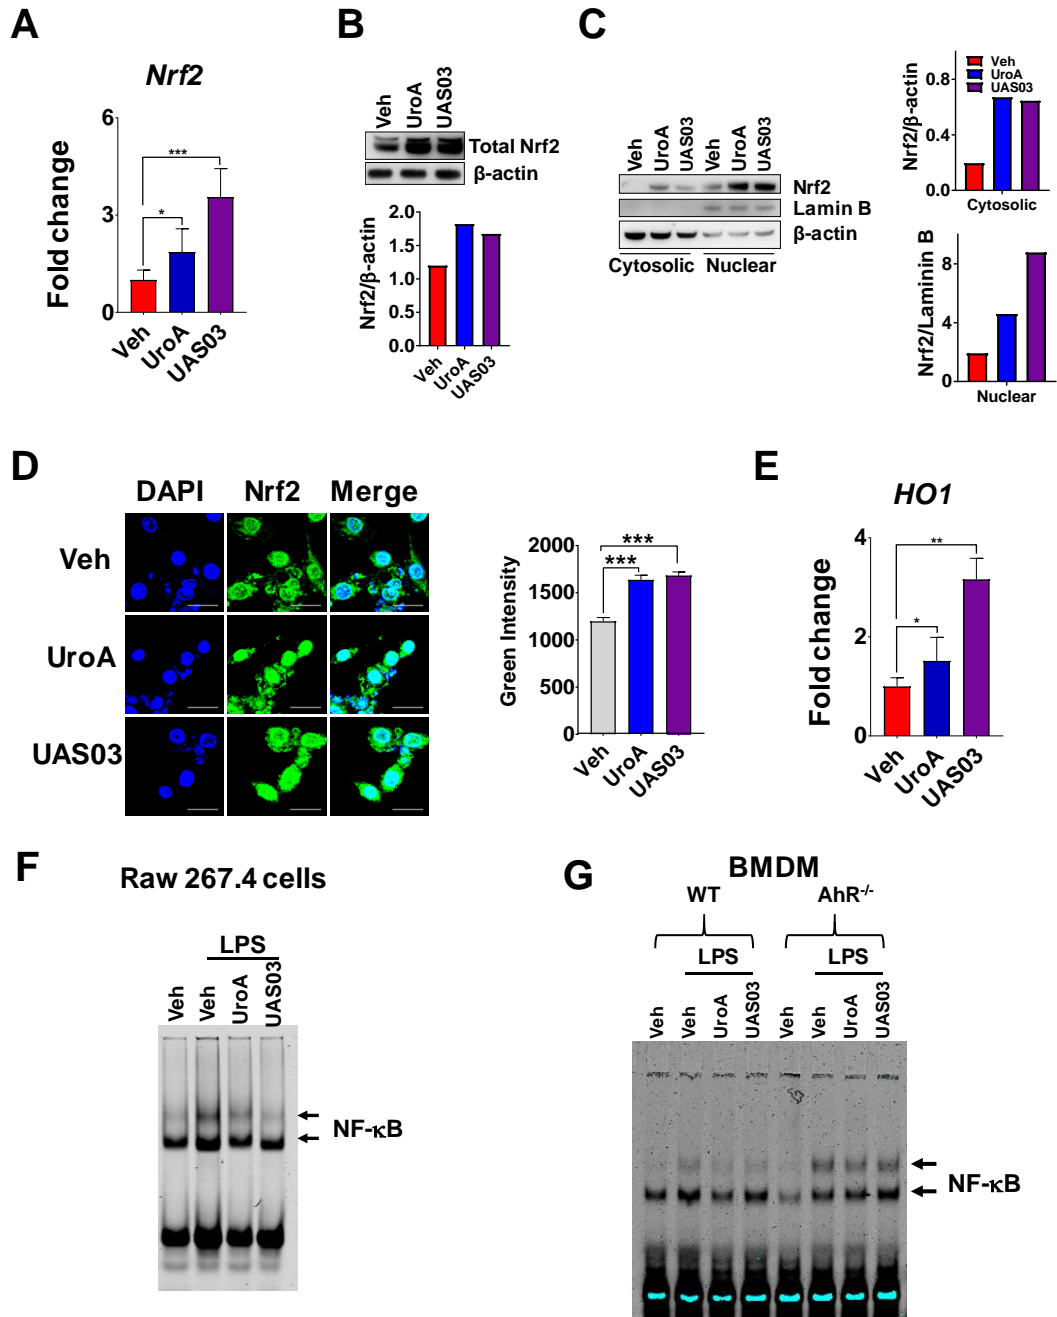 A
Nrf2
Fold change
6
3
0
***
*
Veh
UroA
UAS03
B
Veh
UroA
UAS03
Total Nrf2
β-actin
Nrf2/β-actin
2.0
1.5
1.0
0.5
0.0
Veh
UroA
UAS03
C
Veh
UroA
UAS03
Veh
UroA
UAS03
Nrf2
Lamin B
β-actin
Cytosolic
Nuclear
Nrf2/β-actin
0.8
0.4
0.0
Veh
UroA
UAS03
Cytosolic
Nrf2/Laminin B
8
4
0
Nuclear
D
DAPI
Nrf2
Merge
Veh
UroA
UAS03
Green Intensity
2000
1500
1000
500
0
***
***
Veh
UroA
UAS03
E
HO1
Fold change
4
2
0
**
*
Veh
UroA
UAS03
F
Raw 267.4 cells
LPS
Veh
Veh
UroA
UAS03
NF-κB
G
BMDM
WT
AhR-/-
LPS
LPS
Veh
Veh
UroA
UAS03
Veh
Veh
UroA
UAS03
NF-κB